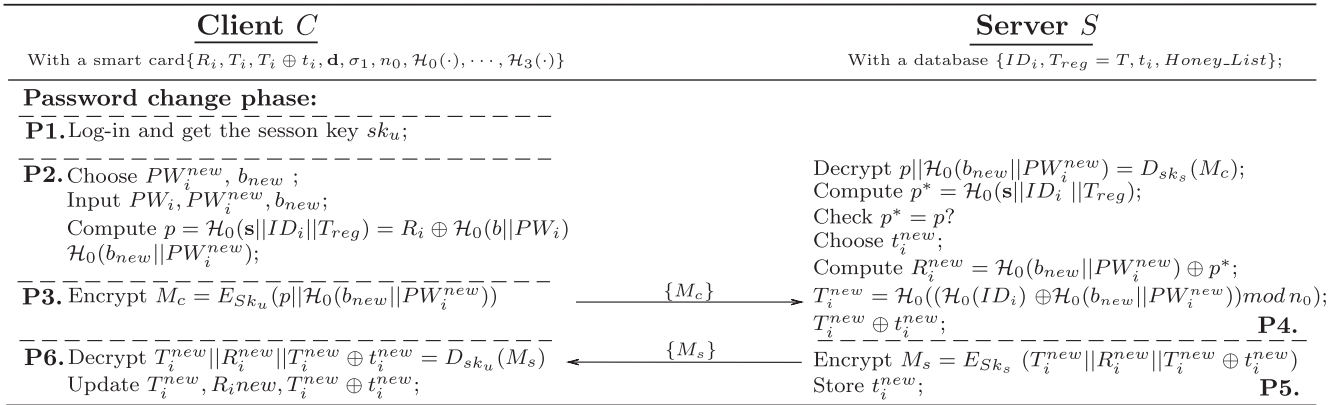 Client C
With a smart card{R_i, T_i, T_i ⊕ t_i, d, σ_1, n_0, H_0(·), ⋯, H_3(·)}
Server S
With a database {ID_i, T_reg = T, t_i, Honey_List};
Password change phase:
P1. Log-in and get the sesson key sk_u;
P2. Choose PW_i^new, b_new ;
Input PW_i, PW_i^new, b_new;
Compute p = H_0(s||ID_i||T_reg) = R_i ⊕ H_0(b||PW_i)
H_0(b_new||PW_i^new);
P3. Encrypt M_c = E_Sk_u(p||H_0(b_new||PW_i^new))
{M_c}
Decrypt p||H_0(b_new||PW_i^new) = D_sk_s(M_c);
Compute p* = H_0(s||ID_i||T_reg);
Check p* = p?
Choose t_i^new;
Compute R_i^new = H_0(b_new||PW_i^new) ⊕ p*;
T_i^new = H_0((H_0(ID_i) ⊕H_0(b_new||PW_i^new))mod n_0);
T_i^new ⊕ t_i^new; P4.
Encrypt M_s = E_Sk_s (T_i^new||R_i^new||T_i^new ⊕ t_i^new)
Store t_i^new; P5.
{M_s}
P6. Decrypt T_i^new||R_i^new||T_i^new ⊕ t_i^new = D_sk_u(M_s)
Update T_i^new, R_i new, T_i^new ⊕ t_i^new;